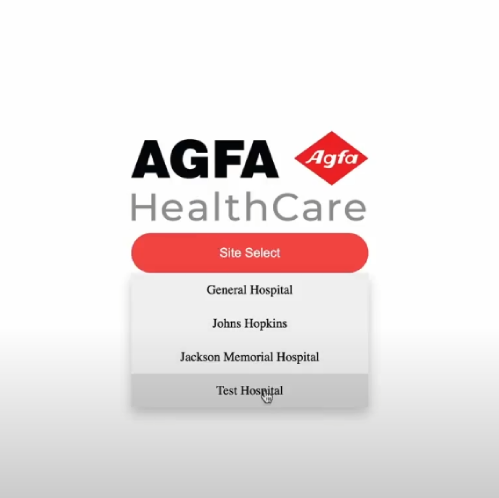 AGFA
Agfa
HealthCare
Site Select
General Hospital
Johns Hopkins
Jackson Memorial Hospital
Test Hospital